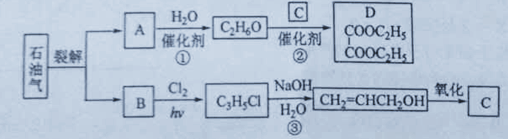 石油气
裂解
A
H₂O
催化剂
①
C₂H₆O
C
催化剂
②
D
COOC₂H₅
COOC₂H₅
B
Cl₂
hv
C₃H₅Cl
NaOH
H₂O
③
CH₂=CHCH₂OH
氧化
C